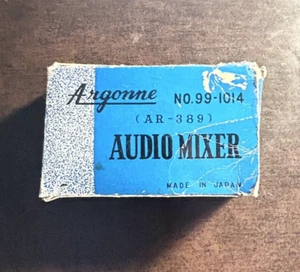 Argonne NO.99-1014
(AR-389)
AUDIO MIXER
MADE IN JAPAN